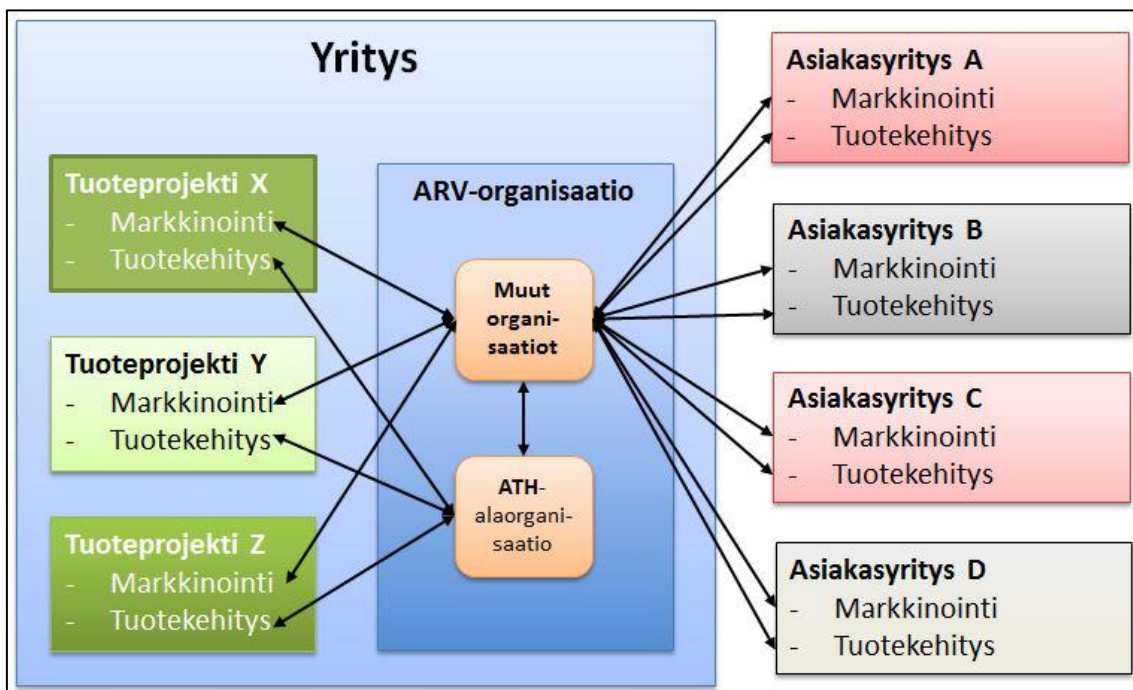 Yritys
Tuoteprojekti X
- Markkinointi
- Tuotekehitys
Tuoteprojekti Y
- Markkinointi
- Tuotekehitys
Tuoteprojekti Z
- Markkinointi
- Tuotekehitys
ARV-organisaatio
Muut
organi-
saatiot
ATH-
alaorgani-
saatio
Asiakasyritys A
- Markkinointi
- Tuotekehitys
Asiakasyritys B
- Markkinointi
- Tuotekehitys
Asiakasyritys C
- Markkinointi
- Tuotekehitys
Asiakasyritys D
- Markkinointi
- Tuotekehitys